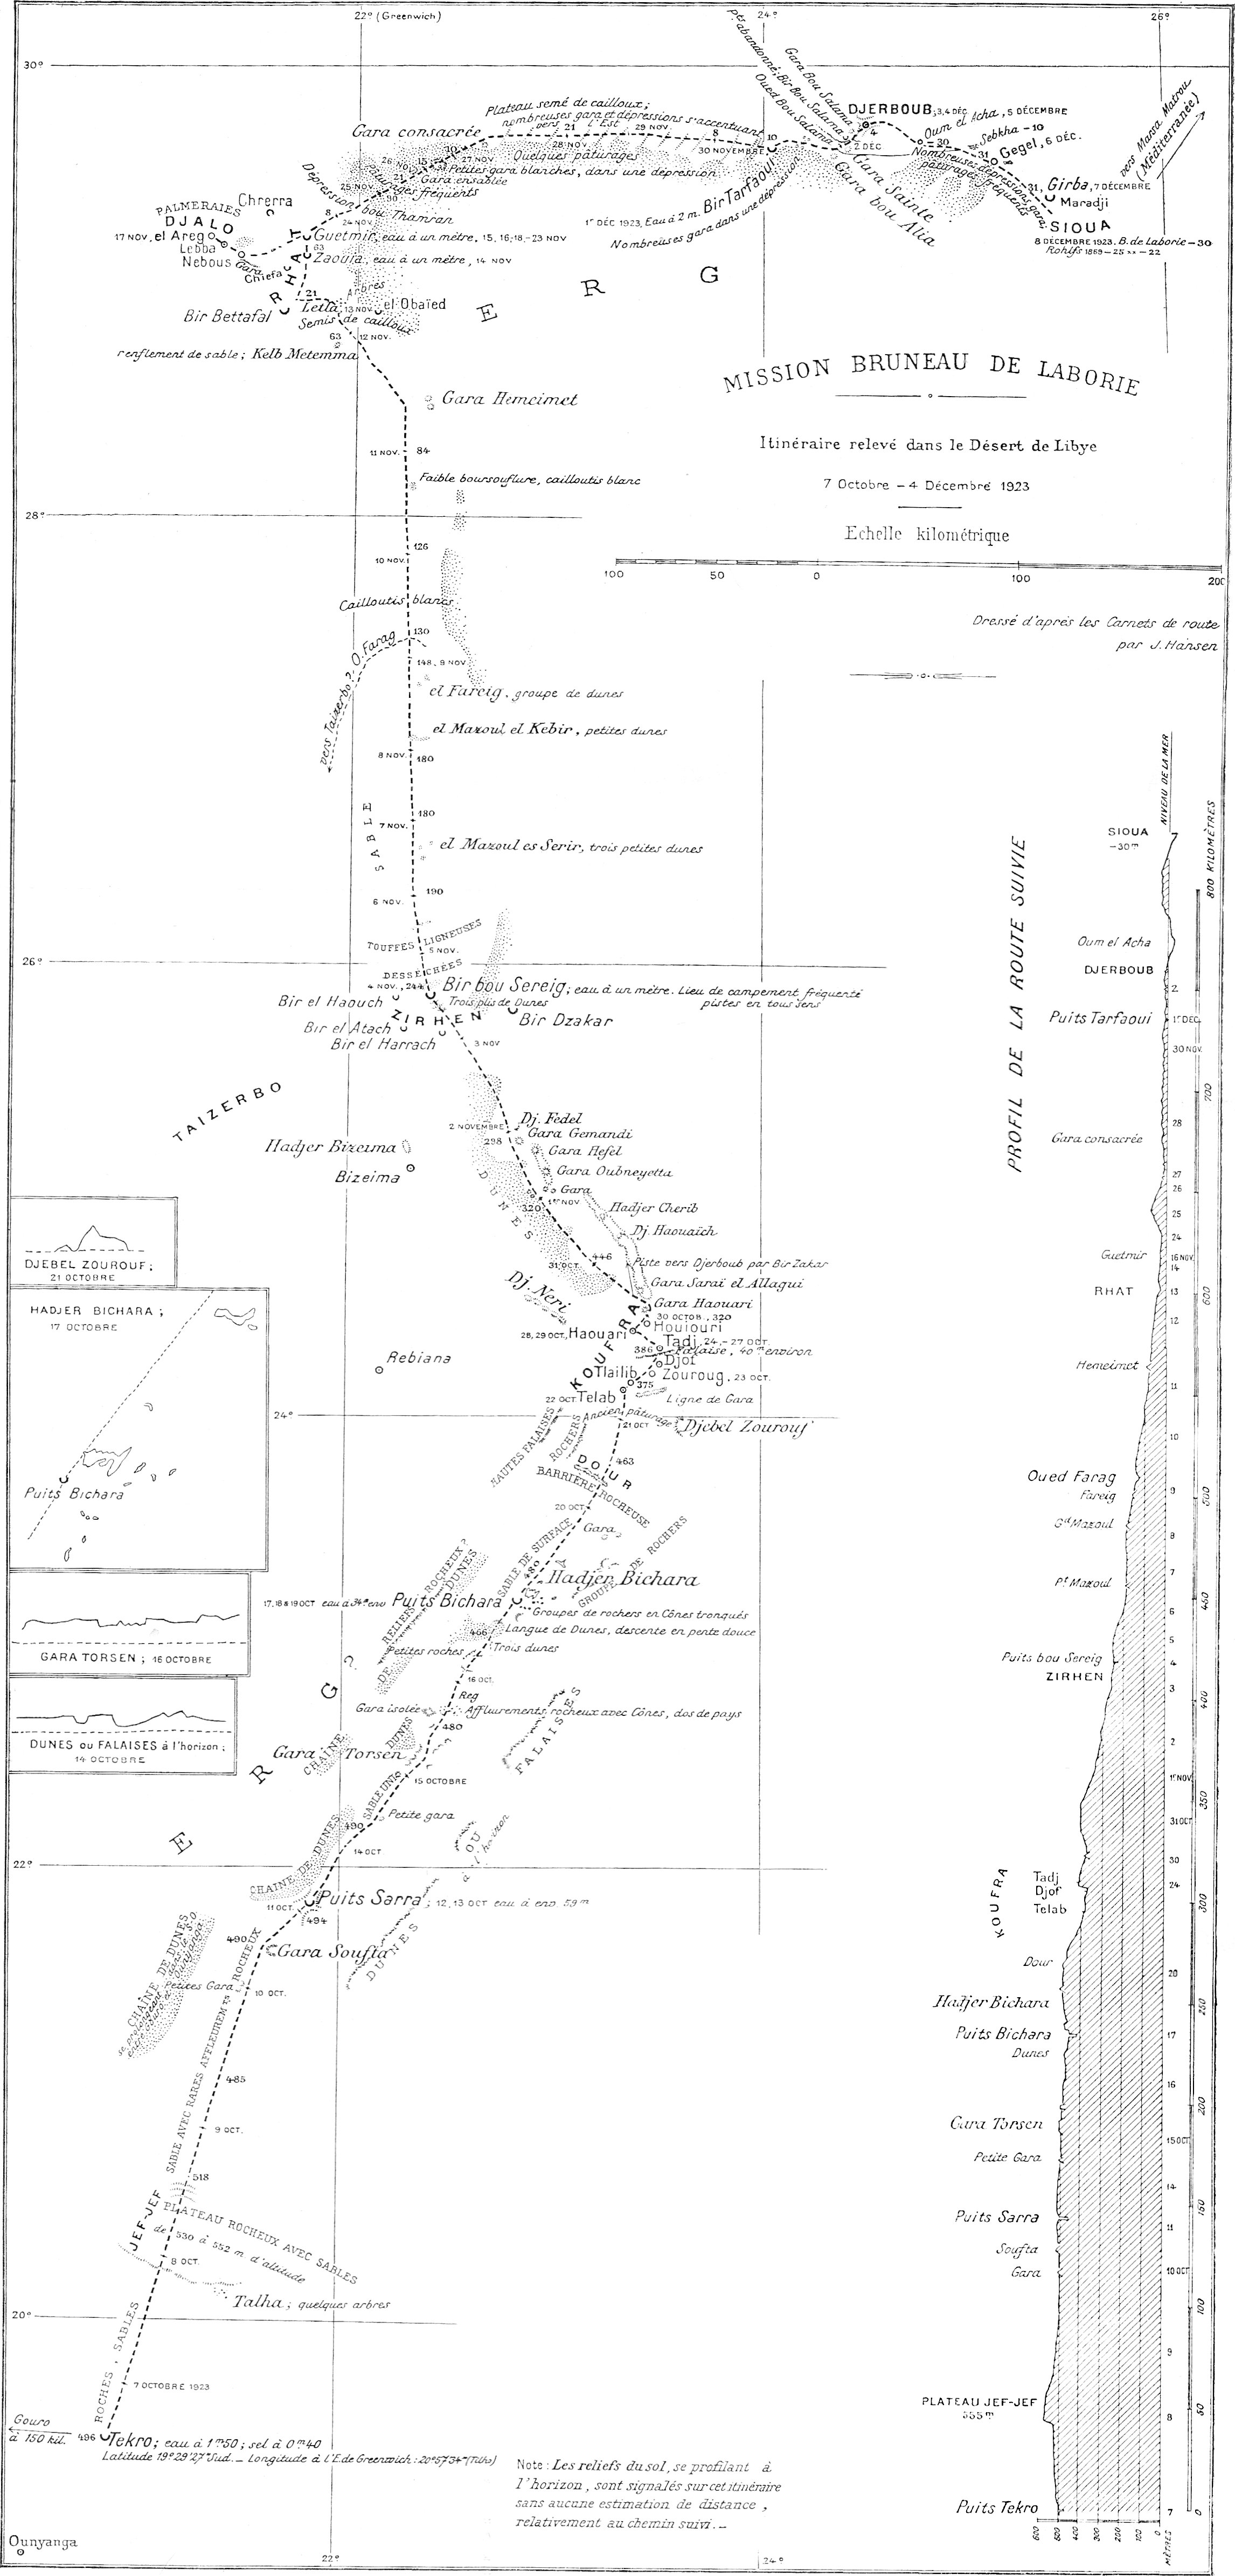 22° (Greenwich)
24°
26°
30°
Plateau semé de cailloux;
nombreuses gara et dépressions s'accentuant
vers l'Est
Gara consacrée
21
29 NOV.
8
10
28 NOV.
30 NOVEMBRE
Quelques pâturages
27 NOV
Petites gara blanches, dans une dépression
Gara ensablée
25 NOV.
Dépression bou Thamran
24 NOV.
Gara Bou Salama
Oued Bou Salama
DJERBOUB; 3,4 DÉC
Oum el Acha, 5 DÉCEMBRE
Sebkha - 10
Gegel, 6 DÉC.
2 DÉC
vers Marsa Matrou
(Méditerranée)
Girba, 7 DÉCEMBRE
Maradji
SIOUA
8 DÉCEMBRE 1923. B. de Laborie - 30
Rohlfs 1869 - 25 xx - 22
Gara Sainte
Gara bou Alia
1er DÉC 1923, Eau à 2 m. Bir Tarfaoui
Nombreuses gara dans une dépression
PALMERAIES
Chrerra
DJALO
17 NOV, el Areg
Lebba
Nebous
Gara
Chiefa
Guetmir; eau à un mètre, 15, 16, 18 - 23 NOV
63
Zaouia, eau à un mètre, 14 NOV
RHAT
Arbres
21
Leïla, 13 NOV
el Obaïed
Bir Bettafal
Semis de cailloux
63
12 NOV.
renflement de sable; Kelb Metemma
ERG
MISSION BRUNEAU DE LABORIE
Itinéraire relevé dans le Désert de Libye
7 Octobre - 4 Décembre 1923
Echelle kilométrique
100 50 0 100 200
Dressé d'après les Carnets de route
par J. Hansen
Gara Hemeimet
11 NOV. 84
Faible boursouflure, cailloutis blanc
28°
126
10 NOV.
Cailloutis blancs
130
O. Farag
vers Taizerbo?
148, 9 NOV
el Fareig, groupe de dunes
el Mazoul el Kebir, petites dunes
8 NOV. 180
180
7 NOV.
SABLE
el Mazoul es Serir, trois petites dunes
190
6 NOV.
TOUFFES LIGNEUSES
5 NOV.
DESSÉCHÉES
26°
4 NOV., 244
Bir bou Sereig; eau à un mètre. Lieu de campement fréquenté
pistes en tous sens
Bir el Haouch
Trois plis de Dunes
ZIRHEN
Bir Dzakar
Bir el Atach
Bir el Harrach
3 NOV
TAIZERBO
2 NOVEMBRE
298
Dj. Fedel
Gara Gemandi
Gara Hefel
Hadjer Bizeima
Bizeima
Gara Oubneyetta
Gara
1er NOV
320
DUNES
Hadjer Cherib
Dj. Haouaïch
446
31 OCT.
Piste vers Djerboub par Bir Zakar
Gara Saraï el Allagui
Dj. Neri
Gara Haouari
30 OCTOB., 320
Houiouri
28, 29 OCT., Haouari
KOUFRA
Tadj, 24 - 27 OCT.
386
Falaise, 40m environ
Djof
Tlailib
Zouroug, 23 OCT.
375
Rebiana
22 OCT Telab
Ligne de Gara
24°
Ancien pâturage
Djebel Zourouf
21 OCT
HAUTES FALAISES
ROCHERS
463
DOUR
BARRIÈRE ROCHEUSE
20 OCT.
Gara
SABLE DE SURFACE
480
Hadjer Bichara
GROUPE DE ROCHERS
17, 18 & 19 OCT eau à 34m env Puits Bichara
Groupes de rochers en Cônes tronqués
Langue de Dunes, descente en pente douce
466
Trois dunes
Petites roches
RELIEFS ROCHEUX?
DE DUNES
16 OCT.
Reg
Gara isolée
Affleurements rocheux avec Cônes, dos de pays
480
Gara Torsen
CHAINE
DUNES
FALAISES
15 OCTOBRE
SABLE UNI
Petite gara
490
14 OCT
OU
à l'horizon
ERG?
22°
CHAINE DE DUNES
Puits Sarra; 12, 13 OCT eau à env. 59m
11 OCT.
494
490
Gara Soufta
DUNES
CHAÎNE DE DUNES
Petites Gara
10 OCT.
SABLE AVEC RARES AFFLEUREMts ROCHEUX
485
9 OCT.
518
JEF-JEF
PLATEAU ROCHEUX AVEC SABLES
de 530 à 552 m d'altitude
8 OCT.
Talha; quelques arbres
20°
ROCHES, SABLES
7 OCTOBRE 1923
Gouro
à 150 kil.
496 Tekro; eau à 1m50; sel à 0m40
Latitude 19°29'27" Sud. - Longitude à l'E de Greenwich: 20°57'34" (Tilho)
Ounyanga
22°
24°
Note: Les reliefs du sol, se profilant à
l'horizon, sont signalés sur cet itinéraire
sans aucune estimation de distance,
relativement au chemin suivi. -
DJEBEL ZOUROUF;
21 OCTOBRE
HADJER BICHARA;
17 OCTOBRE
Puits Bichara
GARA TORSEN; 16 OCTOBRE
DUNES ou FALAISES à l'horizon;
14 OCTOBRE
PROFIL DE LA ROUTE SUIVIE
NIVEAU DE LA MER
800 KILOMÈTRES
SIOUA
-30m
7
Oum el Acha
DJERBOUB
2
Puits Tarfaoui
1er DÉC
30 NOV.
700
28
Gara consacrée
27
26
25
24
Guetmir
16 NOV
14
RHAT
13
600
12
Hemeimet
11
10
Oued Farag
Fareig
9
500
Gd Mazoul
8
Pt Mazoul
7
450
6
5
Puits bou Sereig
4
ZIRHEN
3
400
2
1er NOV
350
31 OCT
30
KOUFRA
Tadj
Djof
Telab
24
300
Dour
20
Hadjer Bichara
250
Puits Bichara
17
Dunes
16
200
Gara Torsen
15 OCT
Petite Gara
14
150
Puits Sarra
11
Soufta
Gara
10 OCT
100
9
PLATEAU JEF-JEF
555m
50
8
Puits Tekro
7
0
600 500 400 300 200 100 0
MÈTRES